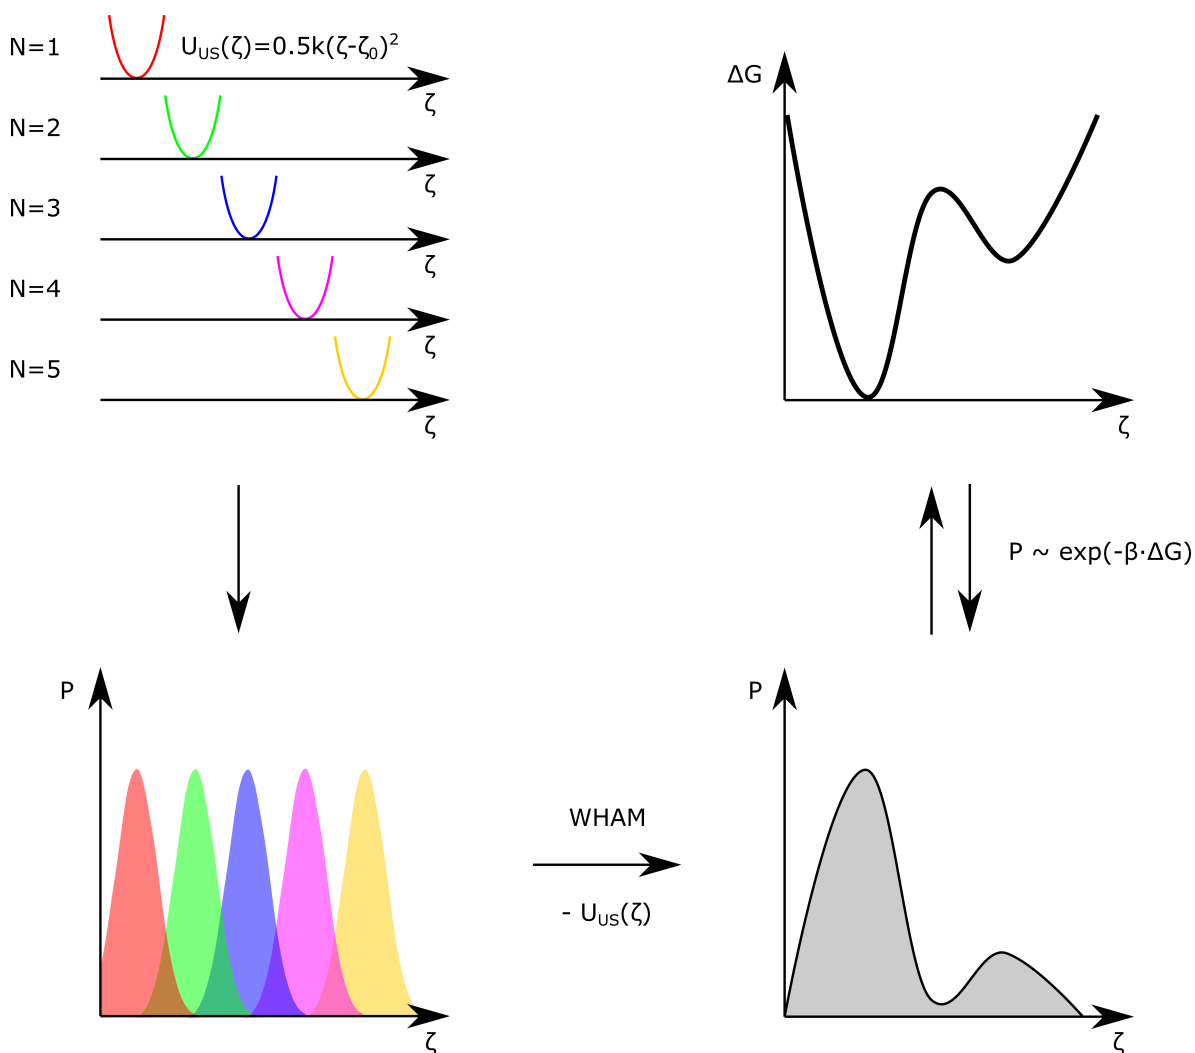 N=1
U_US(ζ)=0.5k(ζ-ζ₀)²
ζ
N=2
ζ
N=3
ζ
N=4
ζ
N=5
ζ
ΔG
ζ
P ~ exp(-β·ΔG)
P
ζ
WHAM
- U_US(ζ)
P
ζ